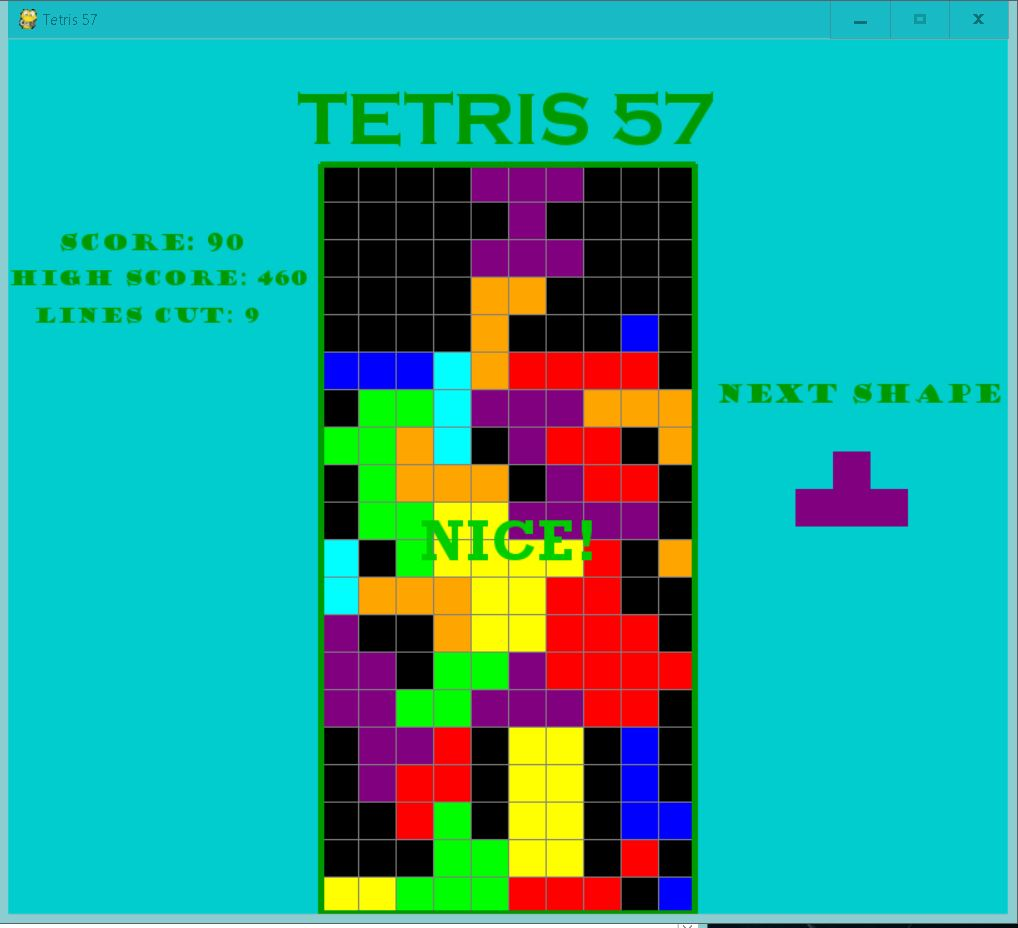 Tetris 57
TETRIS 57
SCORE: 90
HIGH SCORE: 460
LINES CUT: 9
NEXT SHAPE
NICE!